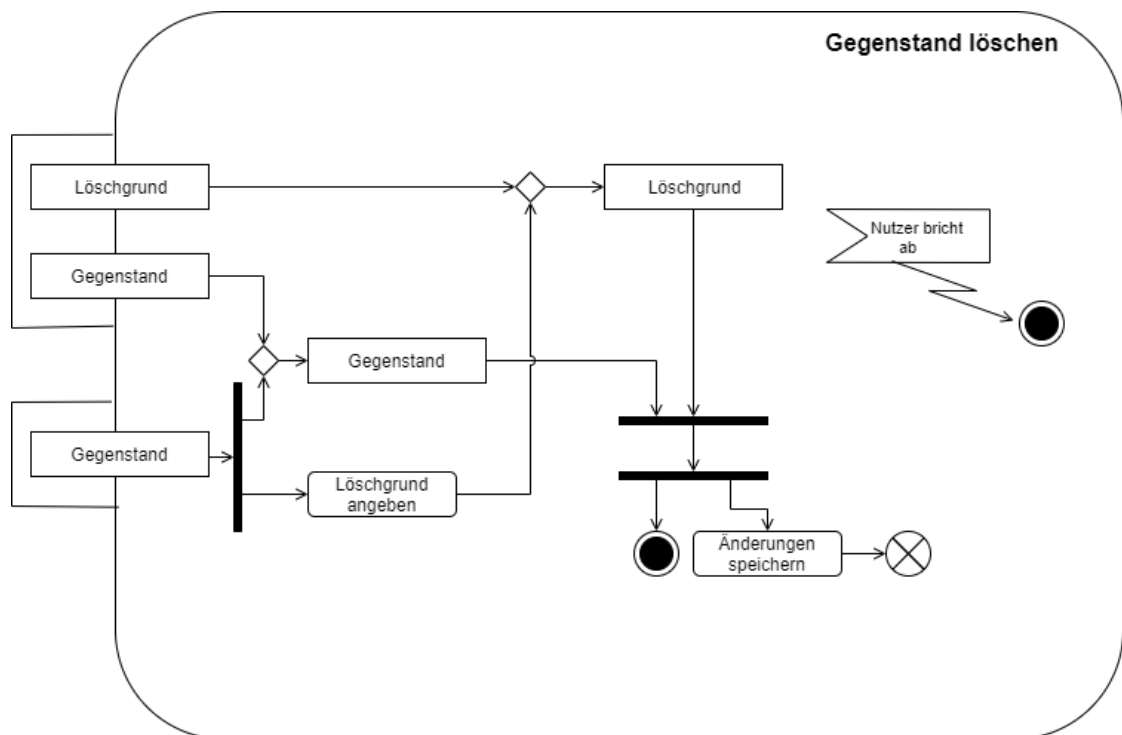 Gegenstand löschen
Löschgrund
Löschgrund
Nutzer bricht
ab
Gegenstand
Gegenstand
Gegenstand
Löschgrund
angeben
Änderungen
speichern